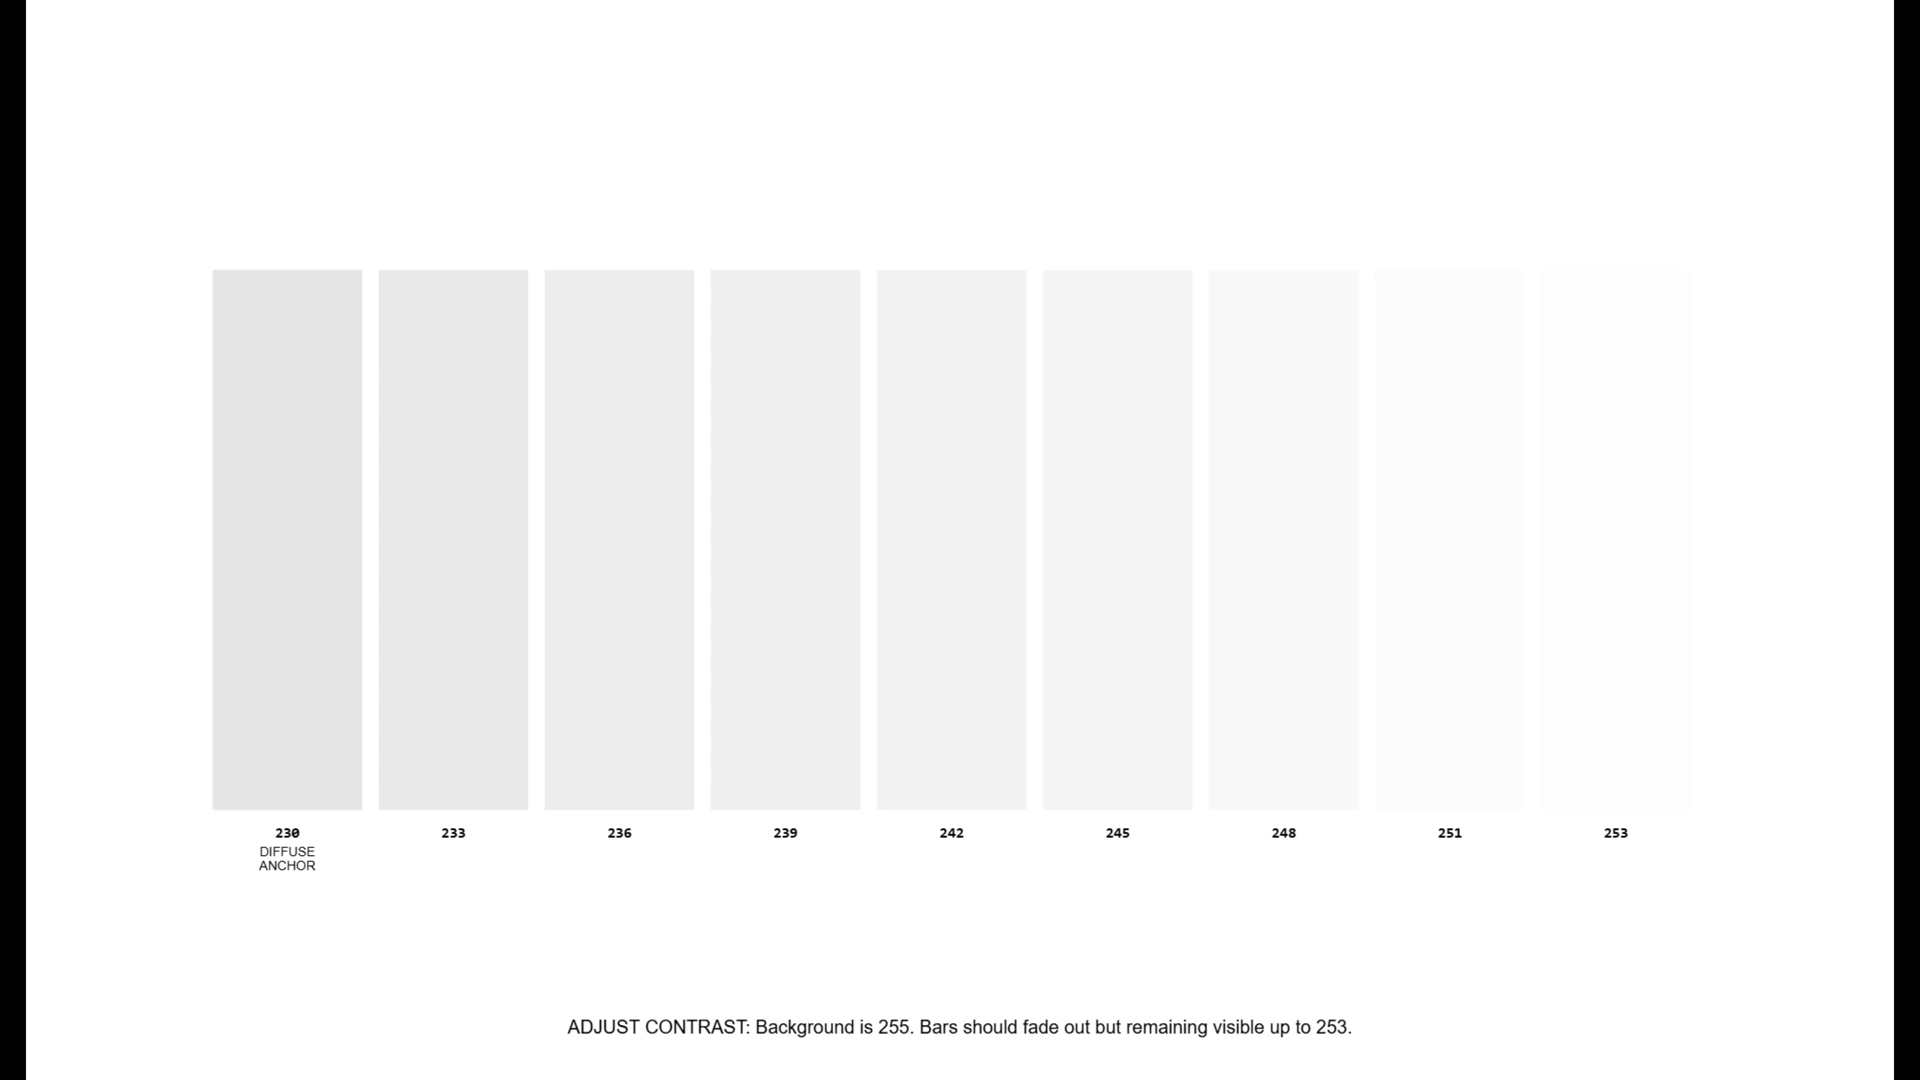 230 233 236 239 242 245 248 251 253
DIFFUSE
ANCHOR
ADJUST CONTRAST: Background is 255. Bars should fade out but remaining visible up to 253.